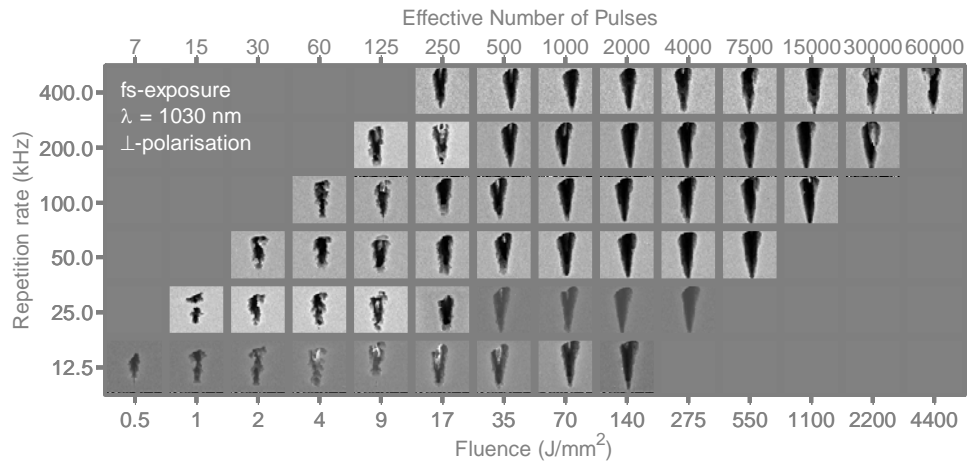 Effective Number of Pulses
7 15 30 60 125 250 500 1000 2000 4000 7500 15000 30000 60000
fs-exposure
λ = 1030 nm
⊥-polarisation
Repetition rate (kHz)
400.0
200.0
100.0
50.0
25.0
12.5
0.5 1 2 4 9 17 35 70 140 275 550 1100 2200 4400
Fluence (J/mm²)